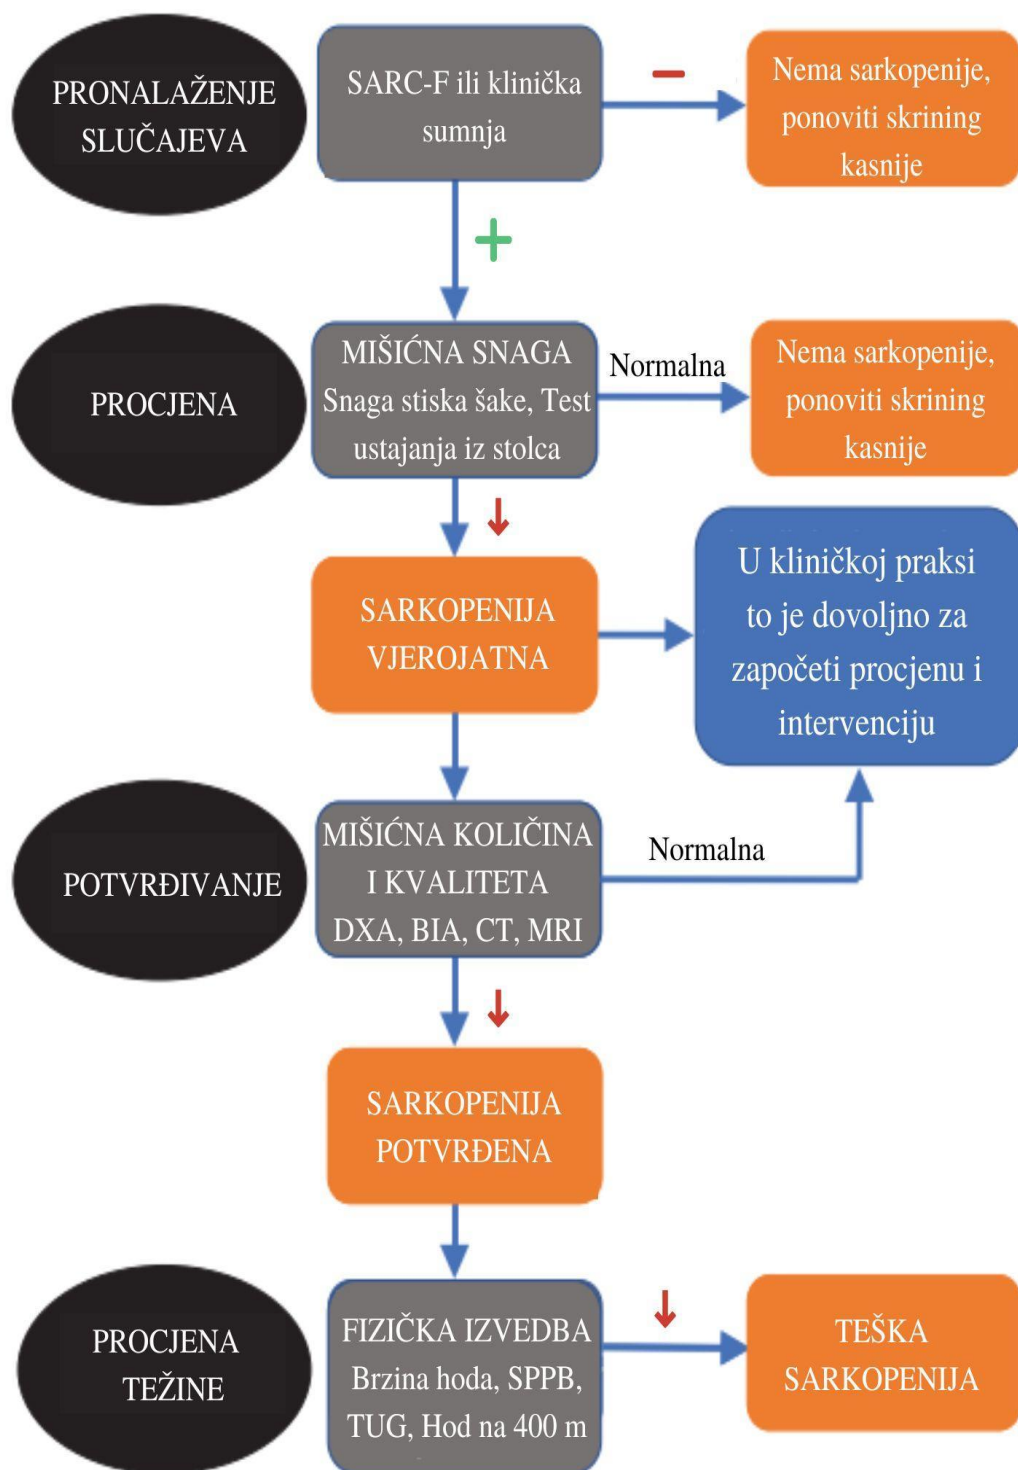 PRONALAŽENJE
SLUČAJEVA
SARC-F ili klinička
sumnja
−
Nema sarkopenije,
ponoviti skrining
kasnije
+
PROCJENA
MIŠIĆNA SNAGA
Snaga stiska šake, Test
ustajanja iz stolca
Normalna
Nema sarkopenije,
ponoviti skrining
kasnije
↓
SARKOPENIJA
VJEROJATNA
U kliničkoj praksi
to je dovoljno za
započeti procjenu i
intervenciju
POTVRĐIVANJE
MIŠIĆNA KOLIČINA
I KVALITETA
DXA, BIA, CT, MRI
Normalna
↓
SARKOPENIJA
POTVRĐENA
PROCJENA
TEŽINE
FIZIČKA IZVEDBA
Brzina hoda, SPPB,
TUG, Hod na 400 m
↓
TEŠKA
SARKOPENIJA